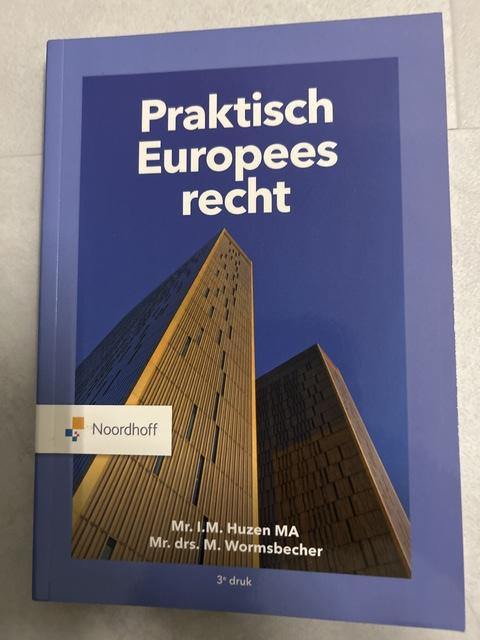 Praktisch
Europees
recht
Noordhoff
Mr. I.M. Huzen MA
Mr. drs. M. Wormsbecher
3e druk